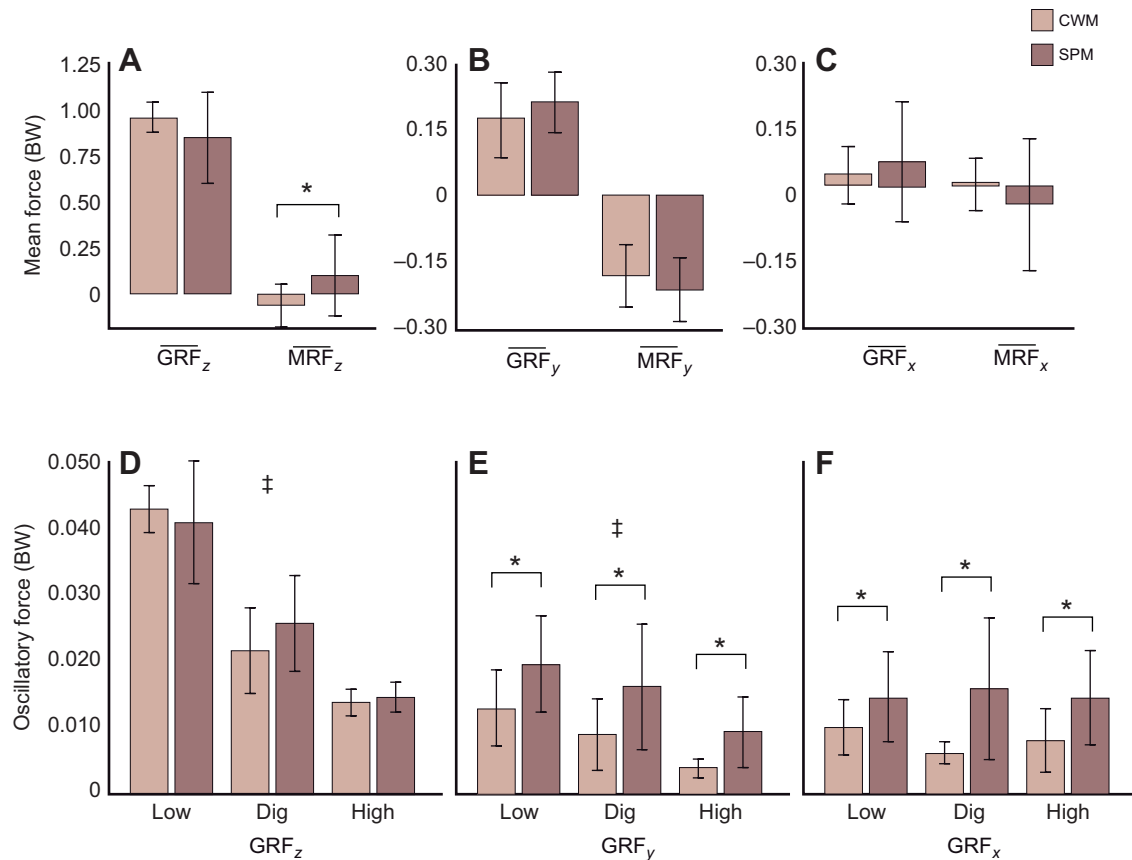 CWM
SPM
A
B
C
Mean force (BW)
1.25
1.00
0.75
0.50
0.25
0
0.30
0.15
0
–0.15
–0.30
0.30
0.15
0
–0.15
–0.30
*
GRFz
MRFz
GRFy
MRFy
GRFx
MRFx
D
E
F
Oscillatory force (BW)
0.050
0.040
0.030
0.020
0.010
0
‡
‡
*
*
*
*
*
*
Low Dig High
Low Dig High
Low Dig High
GRFz
GRFy
GRFx